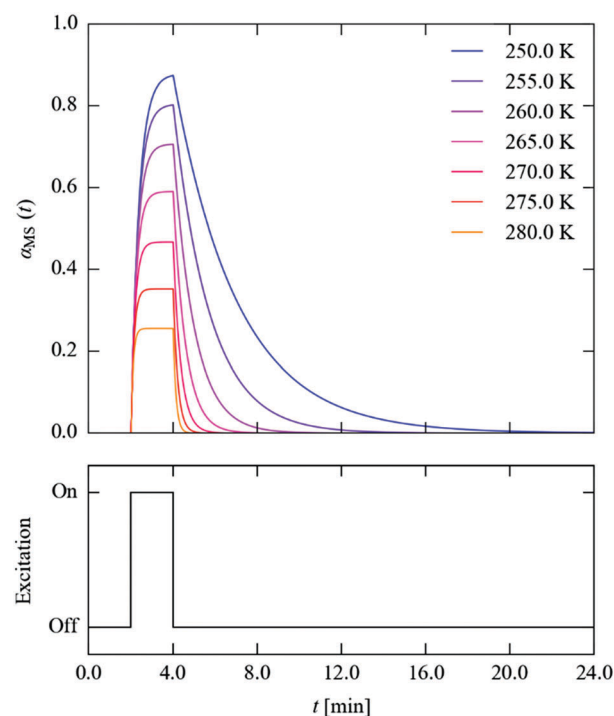 1.0
0.8
0.6
0.4
0.2
0.0
α_MS (t)
250.0 K
255.0 K
260.0 K
265.0 K
270.0 K
275.0 K
280.0 K
On
Off
Excitation
0.0 4.0 8.0 12.0 16.0 20.0 24.0
t [min]